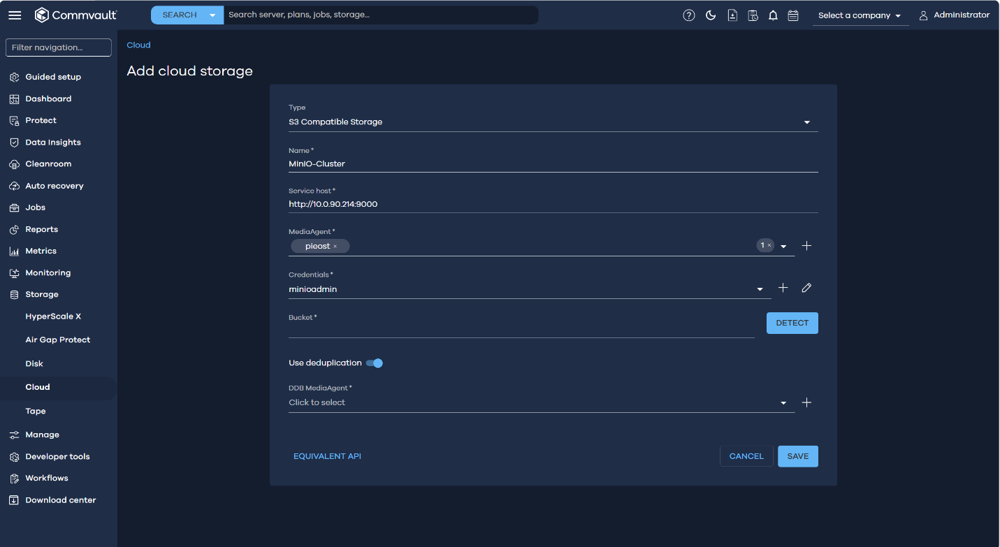 Commvault
SEARCH
Search server, plans, jobs, storage...
Select a company
Administrator
Filter navigation...
Guided setup
Dashboard
Protect
Data Insights
Cleanroom
Auto recovery
Jobs
Reports
Metrics
Monitoring
Storage
HyperScale X
Air Gap Protect
Disk
Cloud
Tape
Manage
Developer tools
Workflows
Download center
Cloud
Add cloud storage
Type
S3 Compatible Storage
Name *
MinIO-Cluster
Service host *
http://10.0.90.214:9000
MediaAgent *
pieost ×
1 ×
Credentials *
minioadmin
Bucket *
DETECT
Use deduplication
DDB MediaAgent *
Click to select
EQUIVALENT API
CANCEL
SAVE